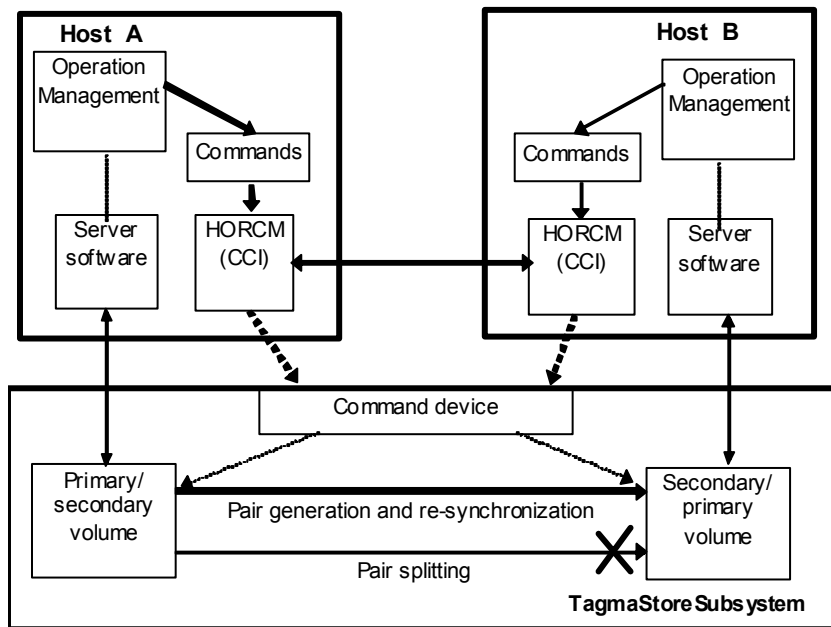 Host A
Operation
Management
Commands
Server
software
HORCM
(CCI)
Host B
Operation
Management
Commands
HORCM
(CCI)
Server
software
Command device
Primary/
secondary
volume
Pair generation and re-synchronization
Pair splitting
Secondary/
primary
volume
TagmaStoreSubsystem